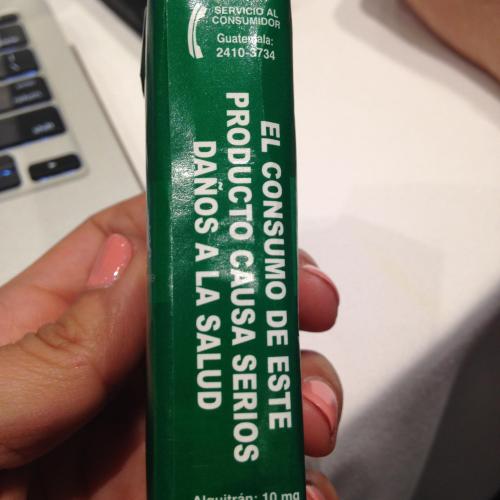 SERVICIO AL
CONSUMIDOR
Guatemala:
2410-3734
EL CONSUMO DE ESTE
PRODUCTO CAUSA SERIOS
DAÑOS A LA SALUD
Alquitrán: 10 mg